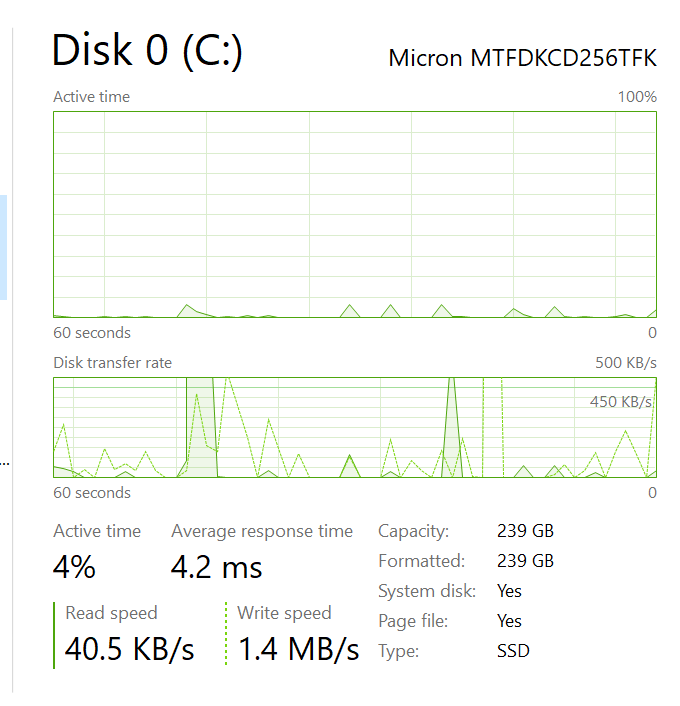 Disk 0 (C:)
Micron MTFDKCD256TFK
Active time 100%
60 seconds 0
Disk transfer rate 500 KB/s
450 KB/s
60 seconds 0
Active time Average response time
4% 4.2 ms
Read speed Write speed
40.5 KB/s 1.4 MB/s
Capacity: 239 GB
Formatted: 239 GB
System disk: Yes
Page file: Yes
Type: SSD